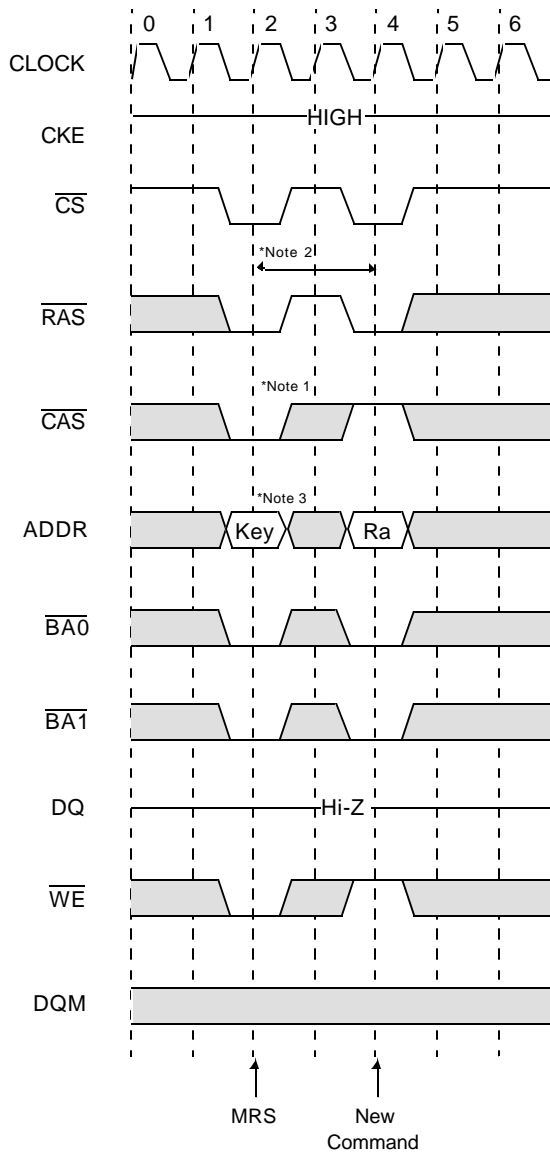 0 1 2 3 4 5 6
CLOCK
CKE
HIGH
CS
*Note 2
RAS
*Note 1
CAS
*Note 3
ADDR
Key
Ra
BA0
BA1
DQ
Hi-Z
WE
DQM
MRS
New
Command